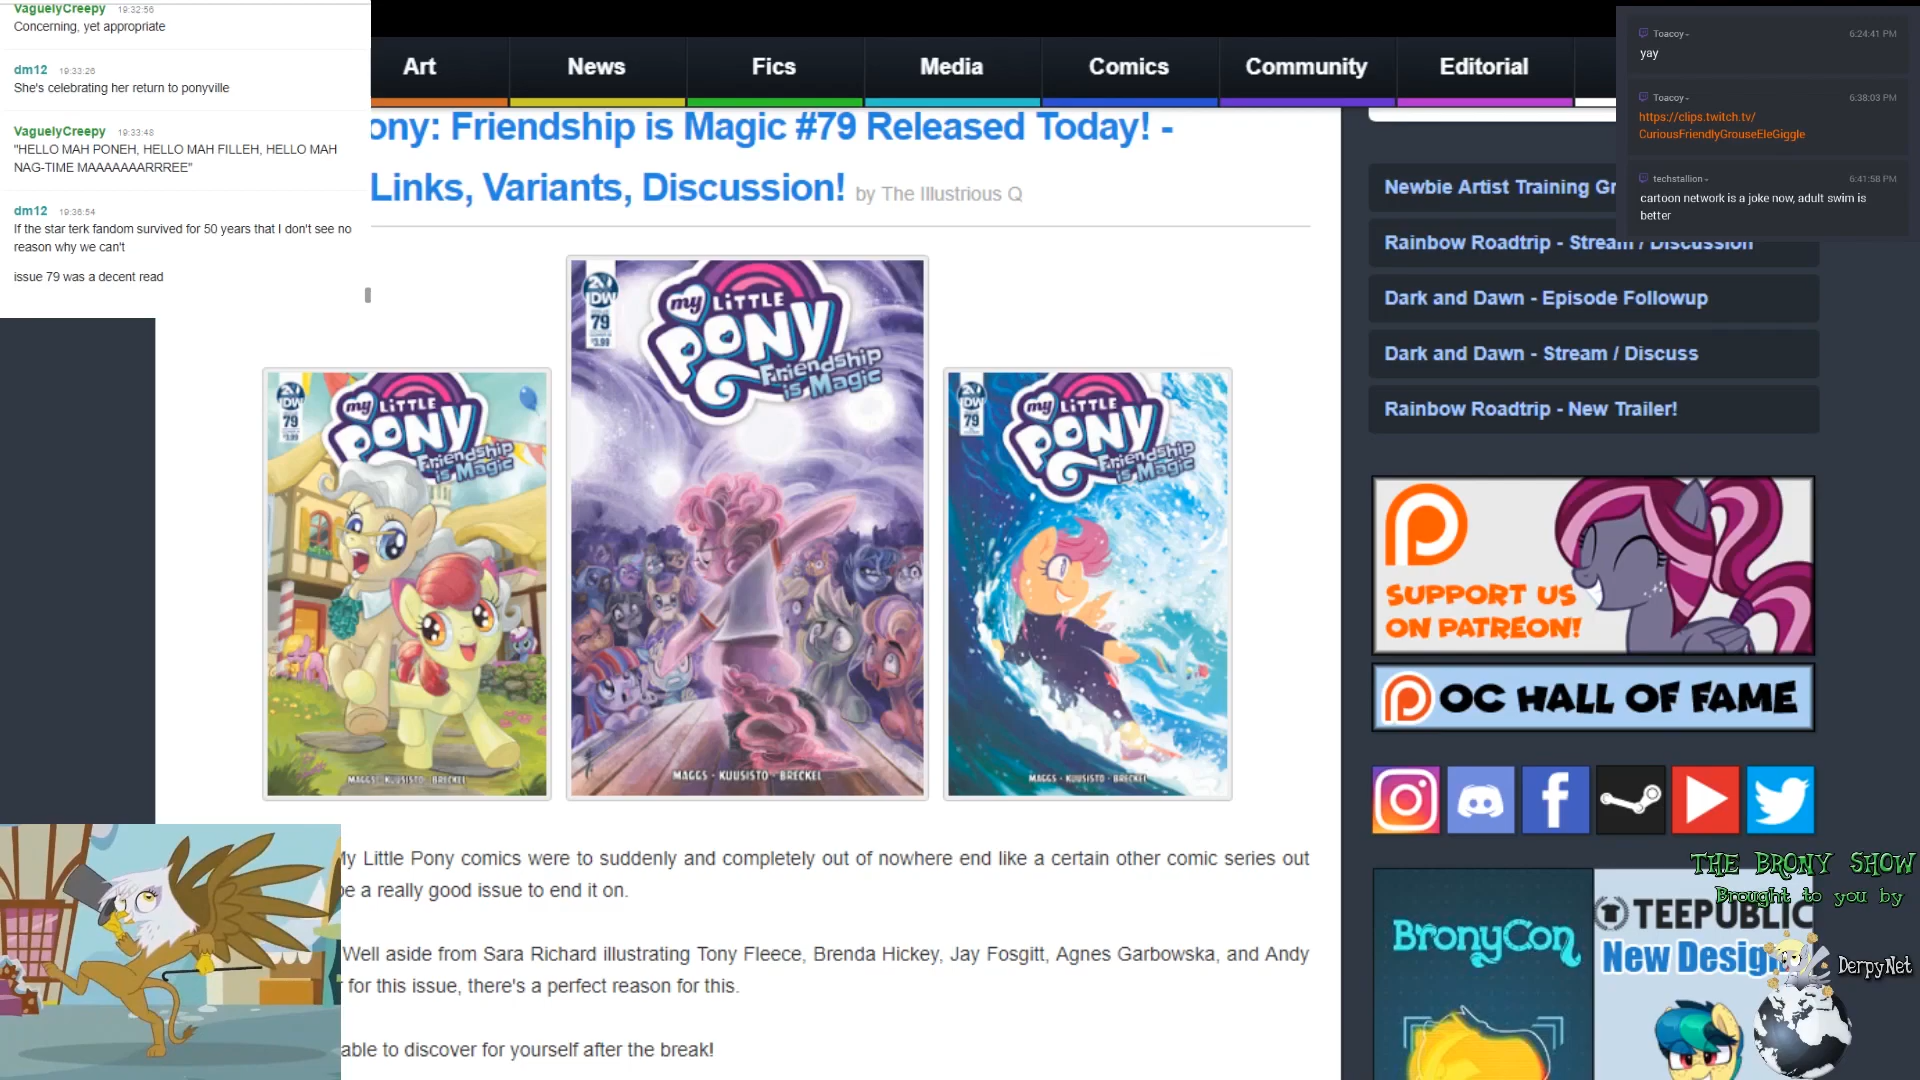 VaguelyCreepy 19:32:56
Concerning, yet appropriate
dm12 19:33:26
She's celebrating her return to ponyville
VaguelyCreepy 19:33:48
"HELLO MAH PONEH, HELLO MAH FILLEH, HELLO MAH
NAG-TIME MAAAAAAARRREE"
dm12 19:36:54
If the star terk fandom survived for 50 years that I don't see no
reason why we can't
issue 79 was a decent read
Art News Fics Media Comics Community Editorial
ony: Friendship is Magic #79 Released Today! -
Links, Variants, Discussion! by The Illustrious Q
IDW
79
$3.99
my LiTTLE PONY
Friendship is Magic
MAGGS · KUUSISTO · BRECKEL
IDW
79
$3.99
my LiTTLE PONY
Friendship is Magic
MAGGS · KUUSISTO · BRECKEL
IDW
79
my LiTTLE PONY
Friendship is Magic
MAGGS · KUUSISTO · BRECKEL
My Little Pony comics were to suddenly and completely out of nowhere end like a certain other comic series out
be a really good issue to end it on.
Well aside from Sara Richard illustrating Tony Fleece, Brenda Hickey, Jay Fosgitt, Agnes Garbowska, and Andy
for this issue, there's a perfect reason for this.
able to discover for yourself after the break!
Toacoy
6:24:41 PM
yay
Toacoy
6:38:03 PM
https://clips.twitch.tv/
CuriousFriendlyGrouseEleGiggle
techstallion
6:41:58 PM
cartoon network is a joke now, adult swim is
better
Newbie Artist Training Gr
Rainbow Roadtrip - Stream / Discussion
Dark and Dawn - Episode Followup
Dark and Dawn - Stream / Discuss
Rainbow Roadtrip - New Trailer!
SUPPORT US
ON PATREON!
OC HALL OF FAME
BronyCon
TEEPUBLIC
New Desig
THE BRONY SHOW
Brought to you by
DerpyNet